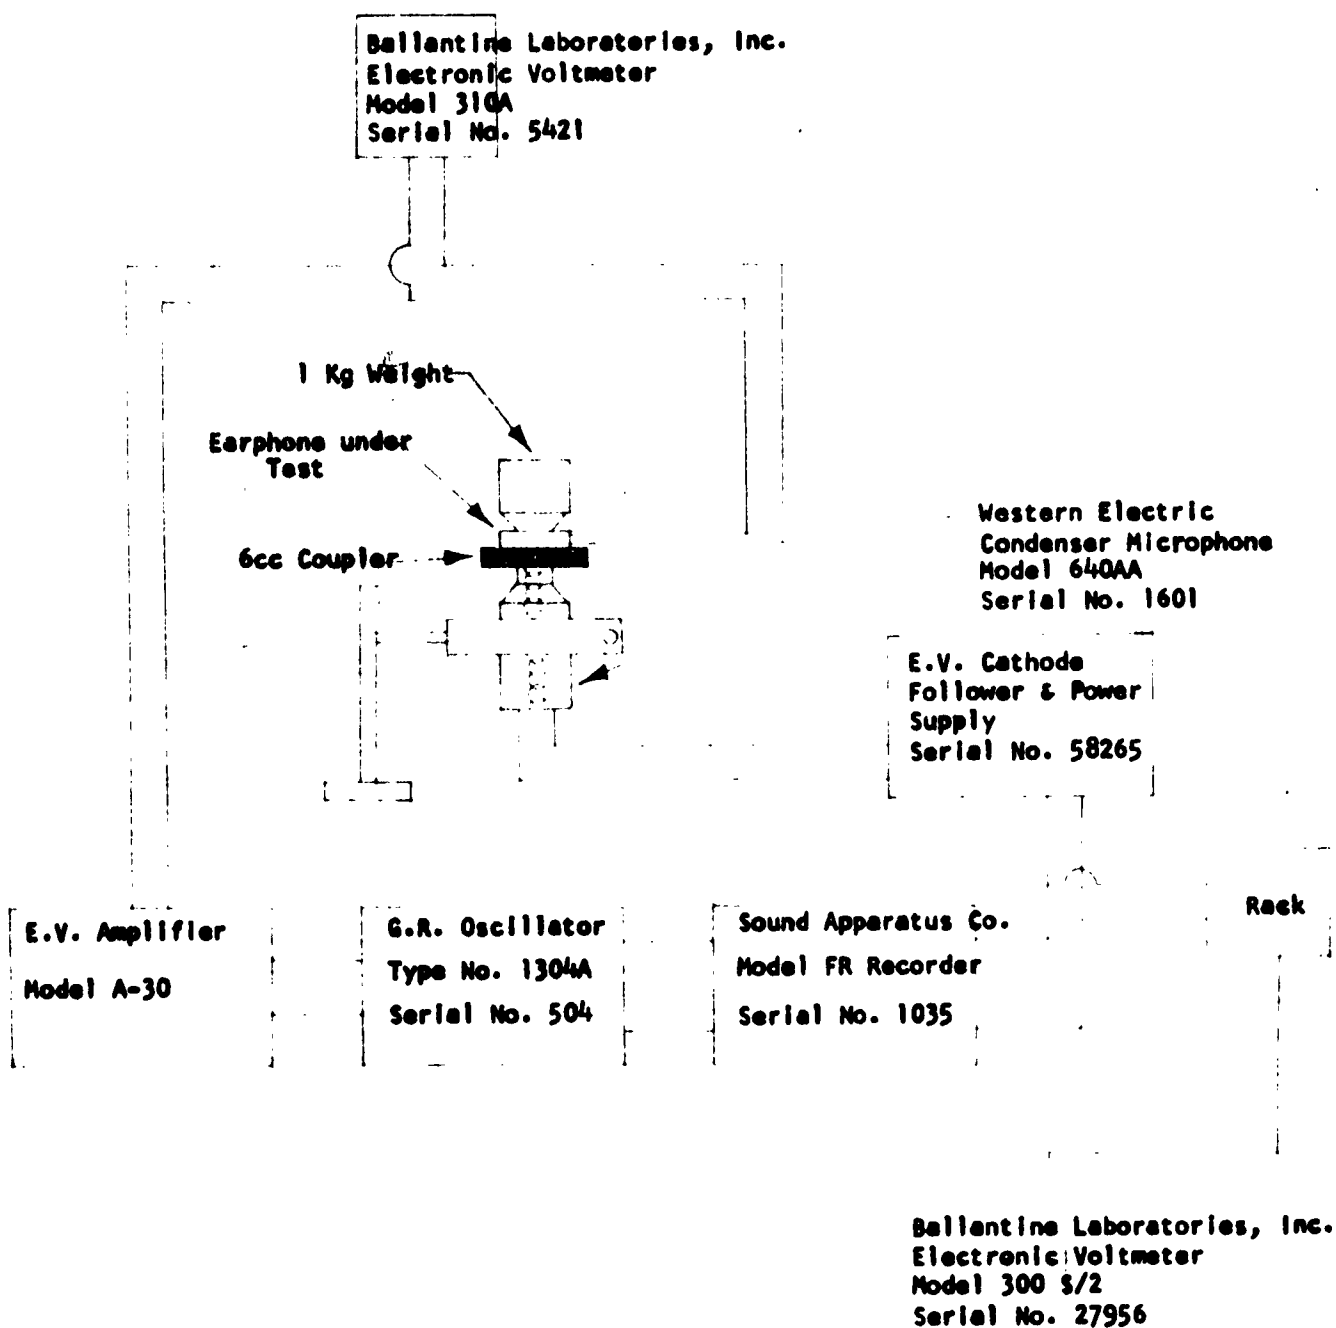 Ballantine Laboratories, Inc.
Electronic Voltmeter
Model 310A
Serial No. 5421
1 Kg Weight
Earphone under
Test
6cc Coupler
Western Electric
Condenser Microphone
Model 640AA
Serial No. 1601
E.V. Cathode
Follower & Power
Supply
Serial No. 58265
E.V. Amplifier
Model A-30
G.R. Oscillator
Type No. 1304A
Serial No. 504
Sound Apparatus Co.
Model FR Recorder
Serial No. 1035
Rack
Ballantine Laboratories, Inc.
Electronic Voltmeter
Model 300 S/2
Serial No. 27956